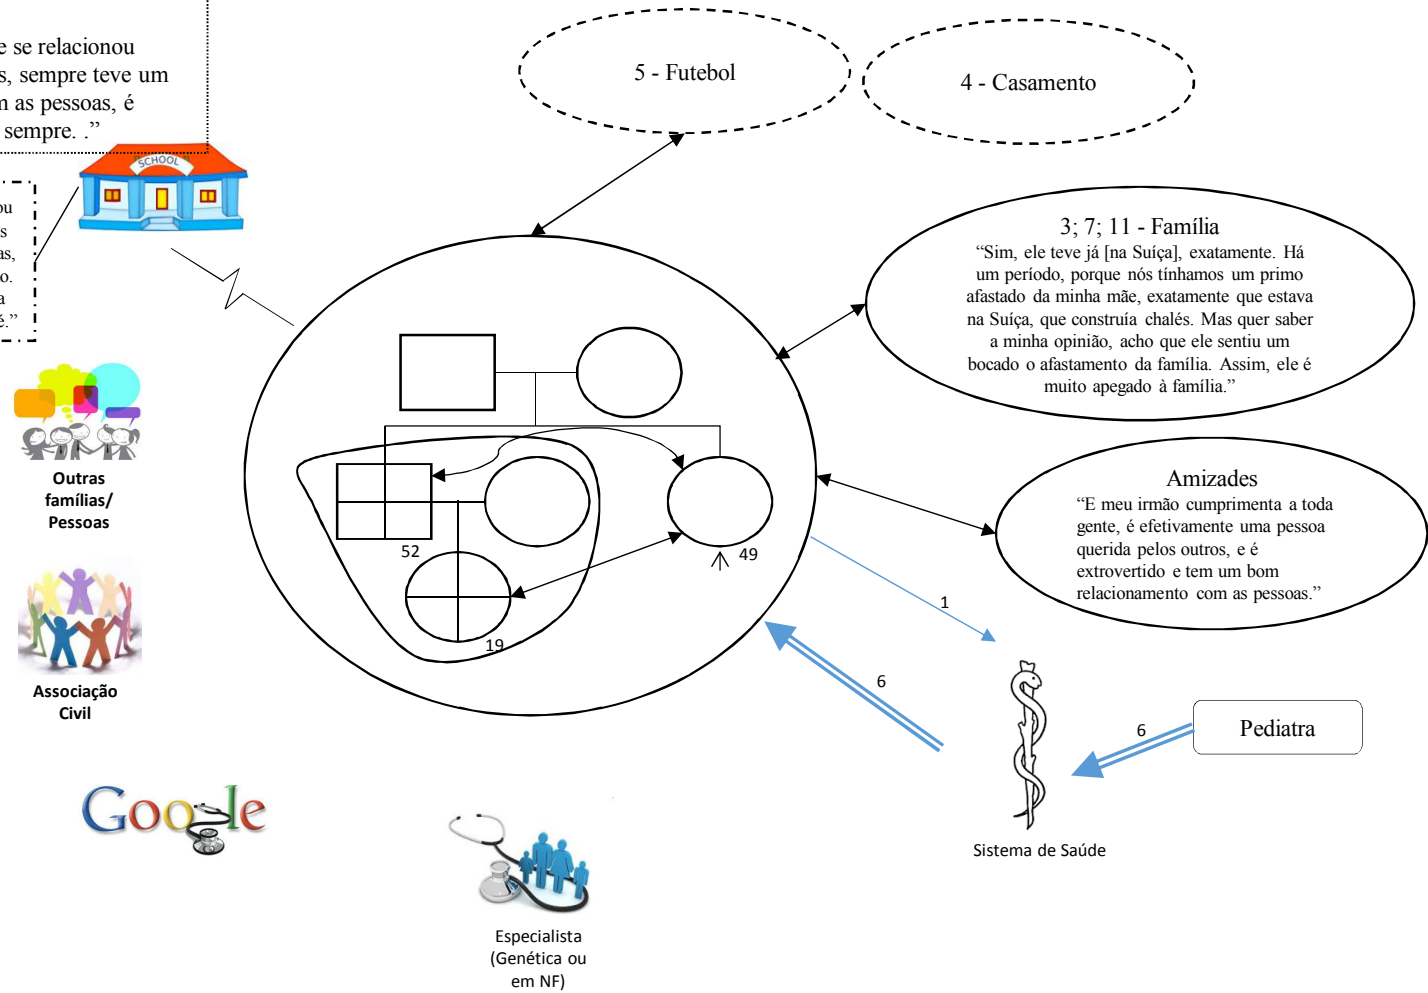 e se relacionou
s, sempre teve um
m as pessoas, é
sempre. .”
SCHOOL
ou
s
as,
o.
a
é.”
5 - Futebol
4 - Casamento
3; 7; 11 - Família
“Sim, ele teve já [na Suíça], exatamente. Há
um período, porque nós tínhamos um primo
afastado da minha mãe, exatamente que estava
na Suíça, que construía chalés. Mas quer saber
a minha opinião, acho que ele sentiu um
bocado o afastamento da família. Assim, ele é
muito apegado à família.”
Amizades
“E meu irmão cumprimenta a toda
gente, é efetivamente uma pessoa
querida pelos outros, e é
extrovertido e tem um bom
relacionamento com as pessoas.”
Outras
famílias/
Pessoas
52
49
19
1
6
6
Pediatra
Associação
Civil
Google
Sistema de Saúde
Especialista
(Genética ou
em NF)